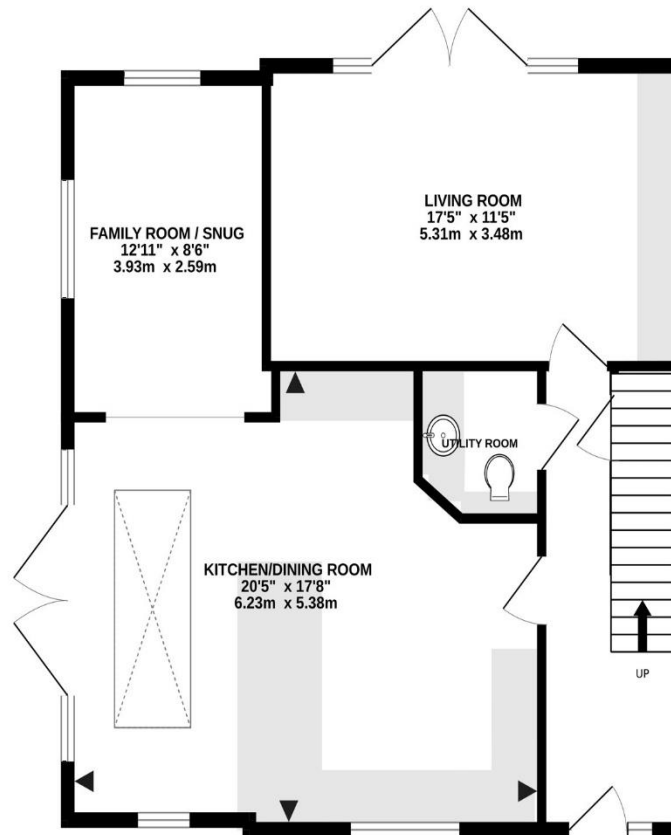 LIVING ROOM
17'5" x 11'5"
5.31m x 3.48m
FAMILY ROOM / SNUG
12'11" x 8'6"
3.93m x 2.59m
UTILITY ROOM
KITCHEN/DINING ROOM
20'5" x 17'8"
6.23m x 5.38m
UP